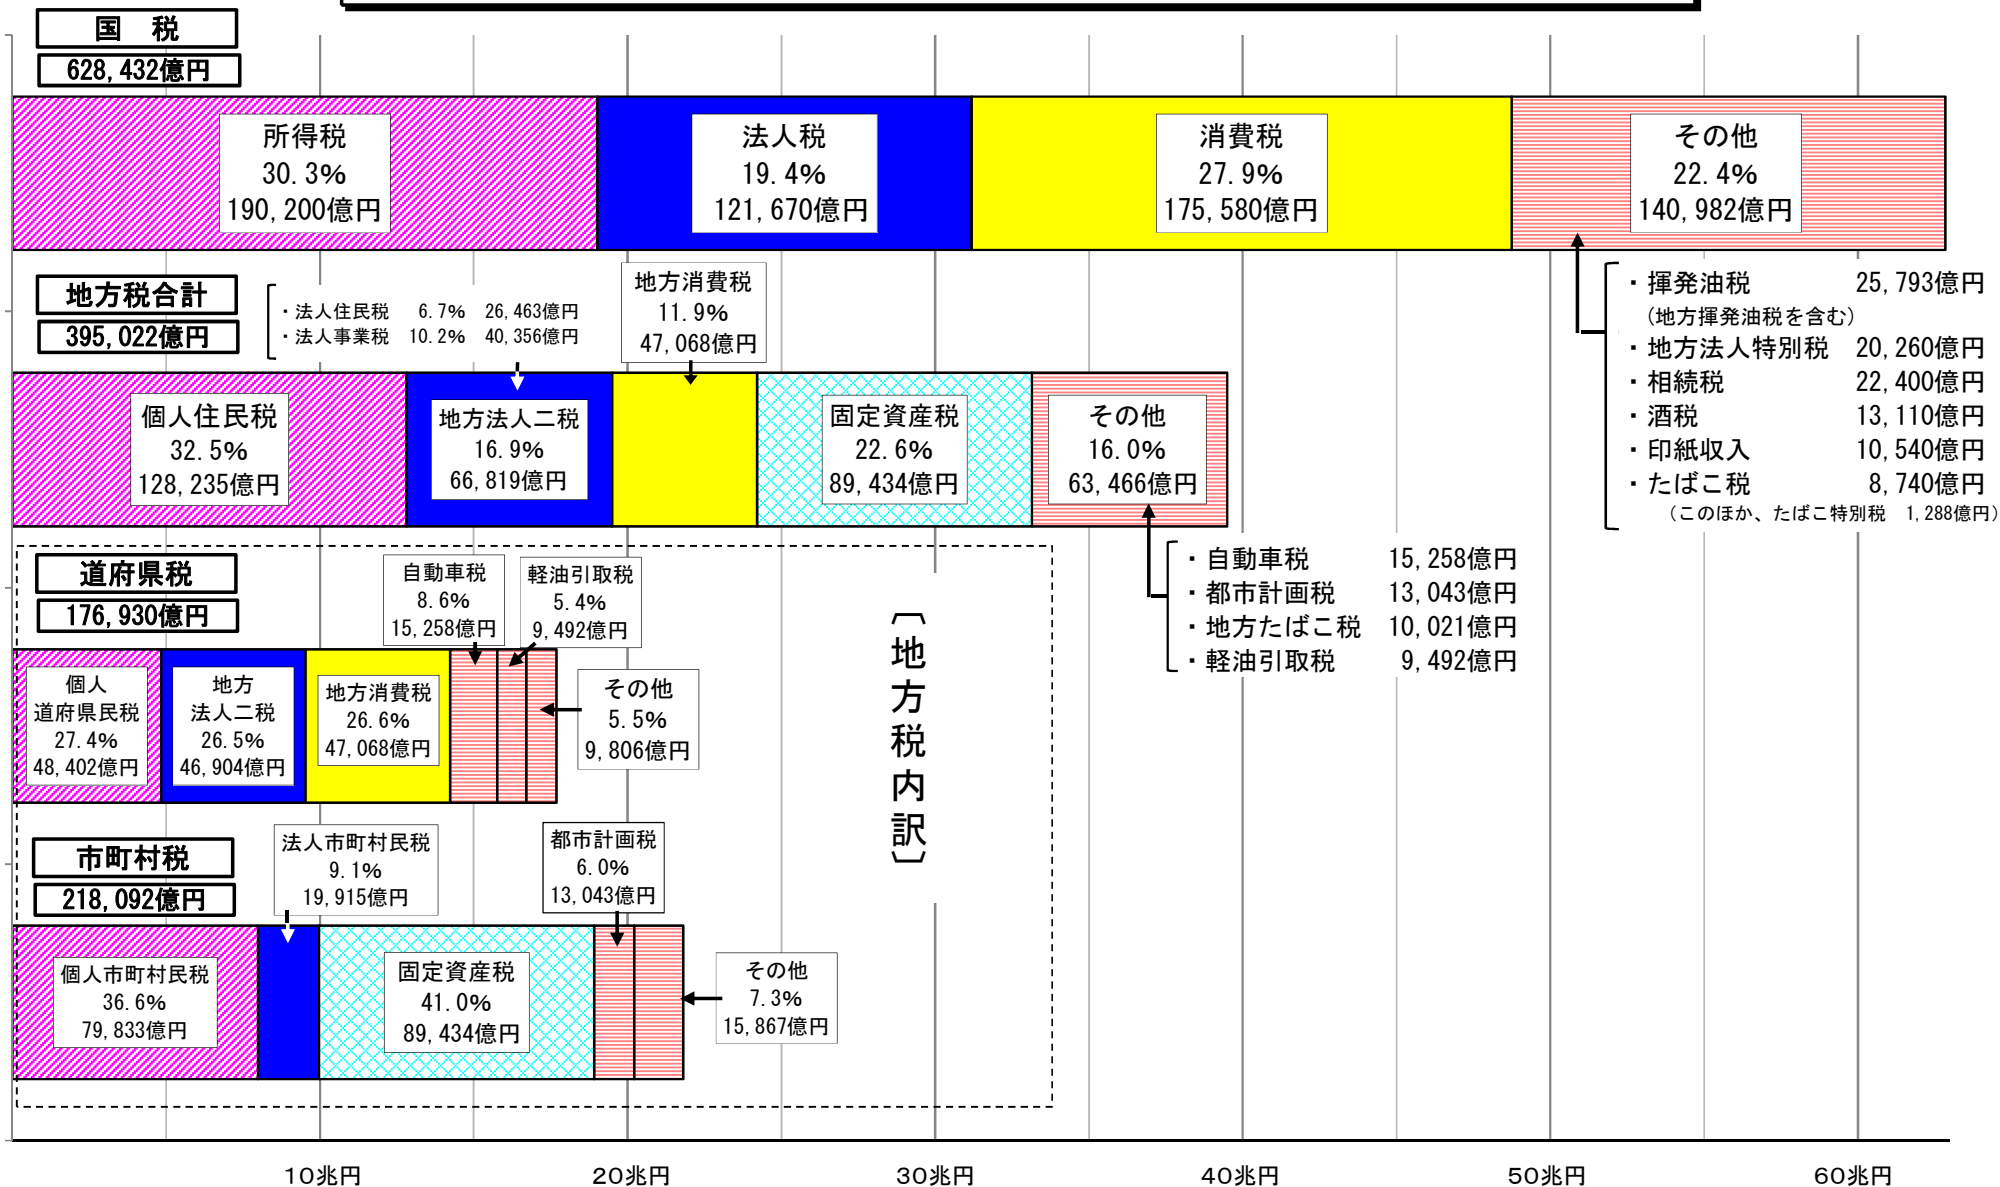 国　税
628,432億円
所得税
30.3%
190,200億円
法人税
19.4%
121,670億円
消費税
27.9%
175,580億円
その他
22.4%
140,982億円
・揮発油税　25,793億円
(地方揮発油税を含む)
・地方法人特別税　20,260億円
・相続税　22,400億円
・酒税　13,110億円
・印紙収入　10,540億円
・たばこ税　8,740億円
（このほか、たばこ特別税　1,288億円）
地方税合計
395,022億円
・法人住民税　6.7%　26,463億円
・法人事業税　10.2%　40,356億円
地方消費税
11.9%
47,068億円
個人住民税
32.5%
128,235億円
地方法人二税
16.9%
66,819億円
固定資産税
22.6%
89,434億円
その他
16.0%
63,466億円
・自動車税　15,258億円
・都市計画税　13,043億円
・地方たばこ税　10,021億円
・軽油引取税　9,492億円
道府県税
176,930億円
自動車税
8.6%
15,258億円
軽油引取税
5.4%
9,492億円
個人
道府県民税
27.4%
48,402億円
地方
法人二税
26.5%
46,904億円
地方消費税
26.6%
47,068億円
その他
5.5%
9,806億円
〔地方税内訳〕
市町村税
218,092億円
法人市町村民税
9.1%
19,915億円
都市計画税
6.0%
13,043億円
個人市町村民税
36.6%
79,833億円
固定資産税
41.0%
89,434億円
その他
7.3%
15,867億円
10兆円　20兆円　30兆円　40兆円　50兆円　60兆円